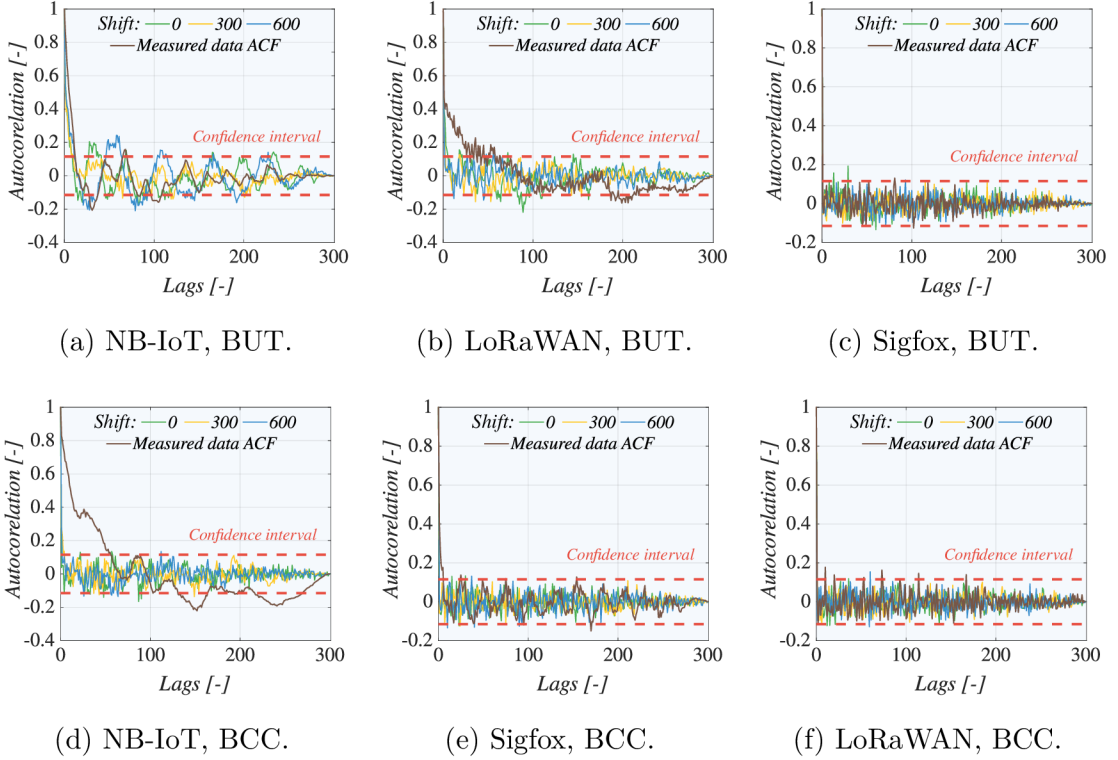 Shift: 0 300 600
Measured data ACF
Confidence interval
Autocorelation [-]
1
0.8
0.6
0.4
0.2
0
-0.2
-0.4
0 100 200 300
Lags [-]
(a) NB-IoT, BUT.
Shift: 0 300 600
Measured data ACF
Confidence interval
Autocorelation [-]
1
0.8
0.6
0.4
0.2
0
-0.2
-0.4
0 100 200 300
Lags [-]
(b) LoRaWAN, BUT.
Shift: 0 300 600
Measured data ACF
Confidence interval
Autocorelation [-]
1
0.8
0.6
0.4
0.2
0
-0.2
0 100 200 300
Lags [-]
(c) Sigfox, BUT.
Shift: 0 300 600
Measured data ACF
Confidence interval
Autocorelation [-]
1
0.8
0.6
0.4
0.2
0
-0.2
-0.4
0 100 200 300
Lags [-]
(d) NB-IoT, BCC.
Shift: 0 300 600
Measured data ACF
Confidence interval
Autocorelation [-]
1
0.8
0.6
0.4
0.2
0
-0.2
0 100 200 300
Lags [-]
(e) Sigfox, BCC.
Shift: 0 300 600
Measured data ACF
Confidence interval
Autocorelation [-]
1
0.8
0.6
0.4
0.2
0
-0.2
0 100 200 300
Lags [-]
(f) LoRaWAN, BCC.